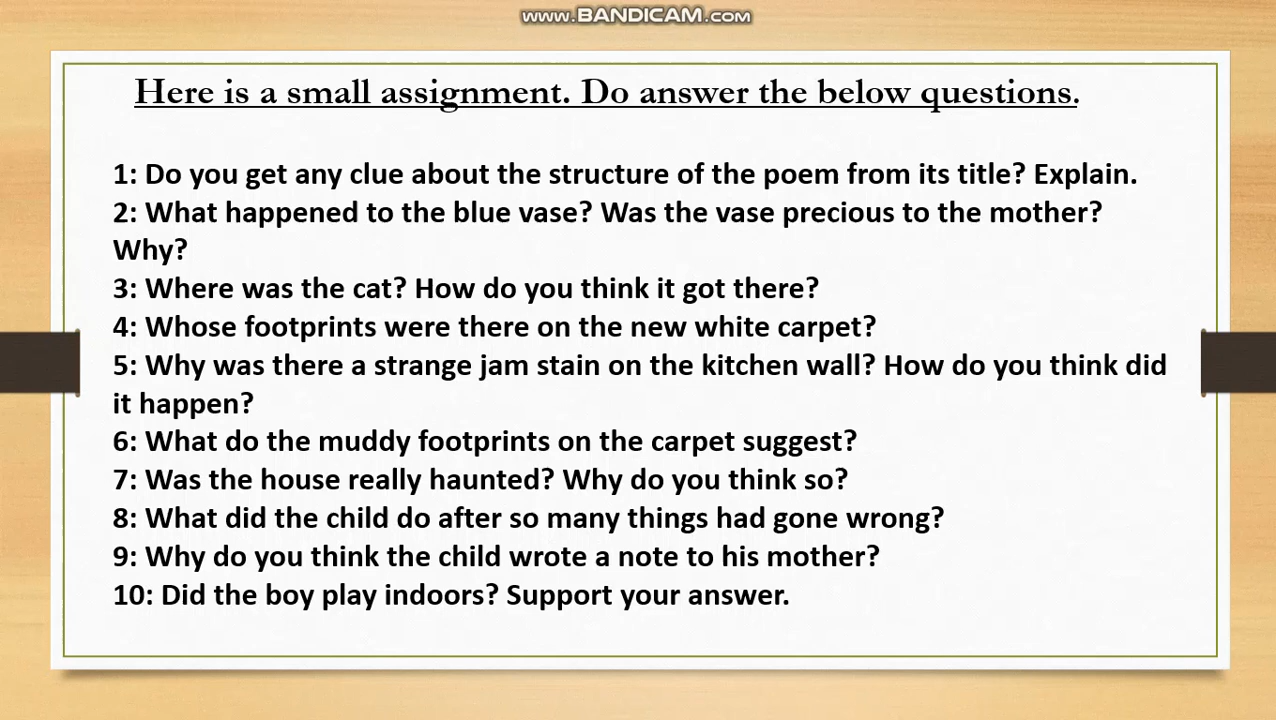 www.BANDICAM.com
Here is a small assignment. Do answer the below questions.
1: Do you get any clue about the structure of the poem from its title? Explain.
2: What happened to the blue vase? Was the vase precious to the mother?
Why?
3: Where was the cat? How do you think it got there?
4: Whose footprints were there on the new white carpet?
5: Why was there a strange jam stain on the kitchen wall? How do you think did
it happen?
6: What do the muddy footprints on the carpet suggest?
7: Was the house really haunted? Why do you think so?
8: What did the child do after so many things had gone wrong?
9: Why do you think the child wrote a note to his mother?
10: Did the boy play indoors? Support your answer.